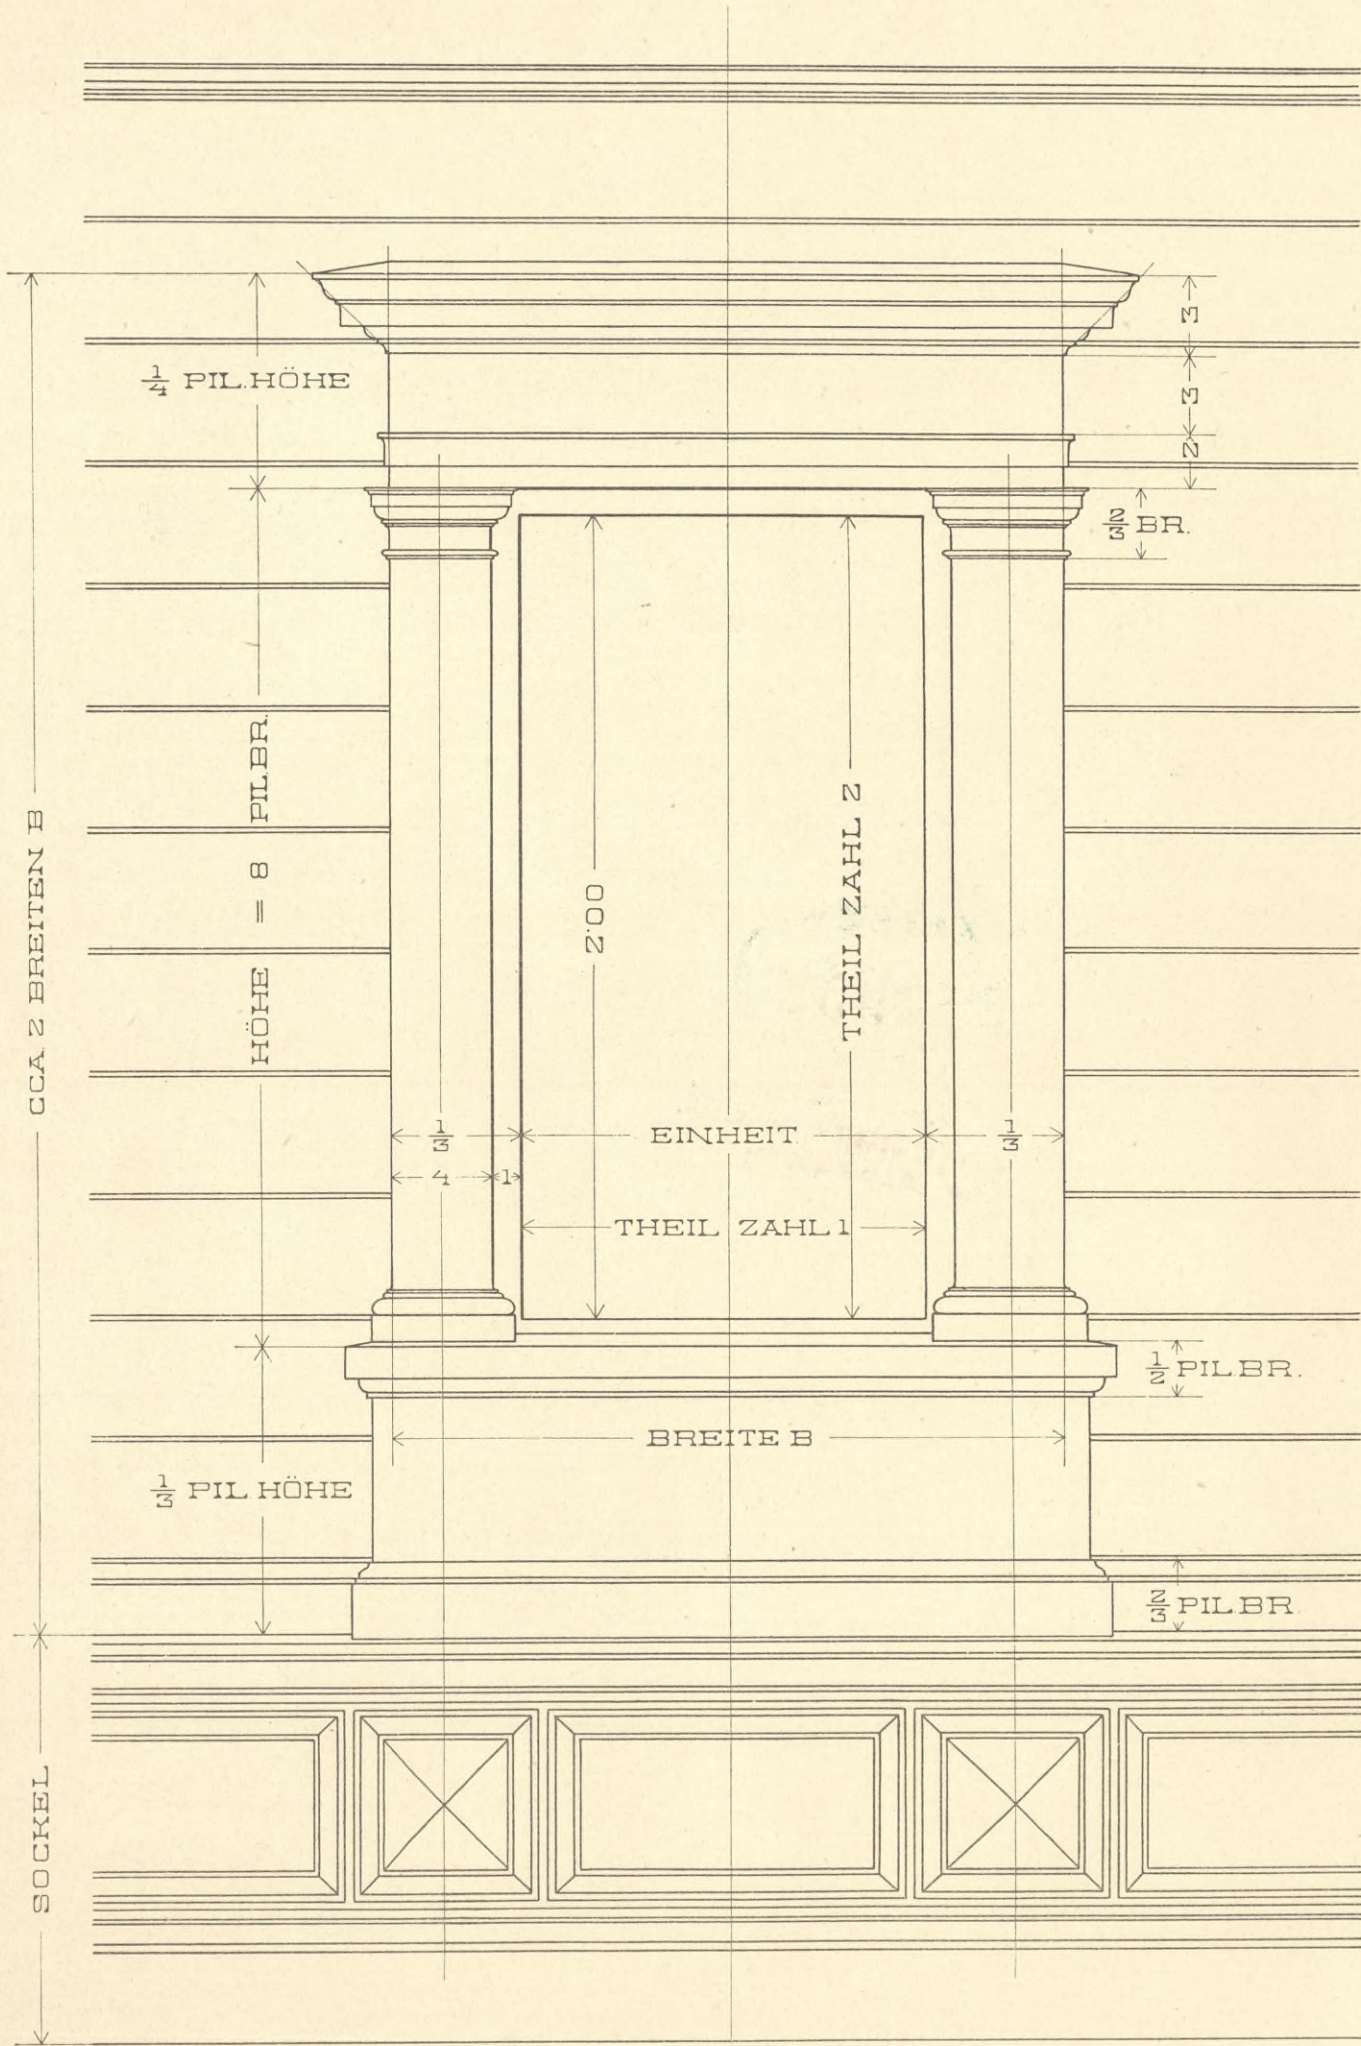 3
1/4 PIL.HÖHE
3
2
2/3 BR.
HÖHE = 8 PIL.BR.
CCA. 2 BREITEN B
2.00
THEIL ZAHL 2
1/3
EINHEIT
1/3
4
1
THEIL ZAHL 1
1/2 PIL.BR.
BREITE B
1/3 PIL.HÖHE
2/3 PIL.BR
SOCKEL